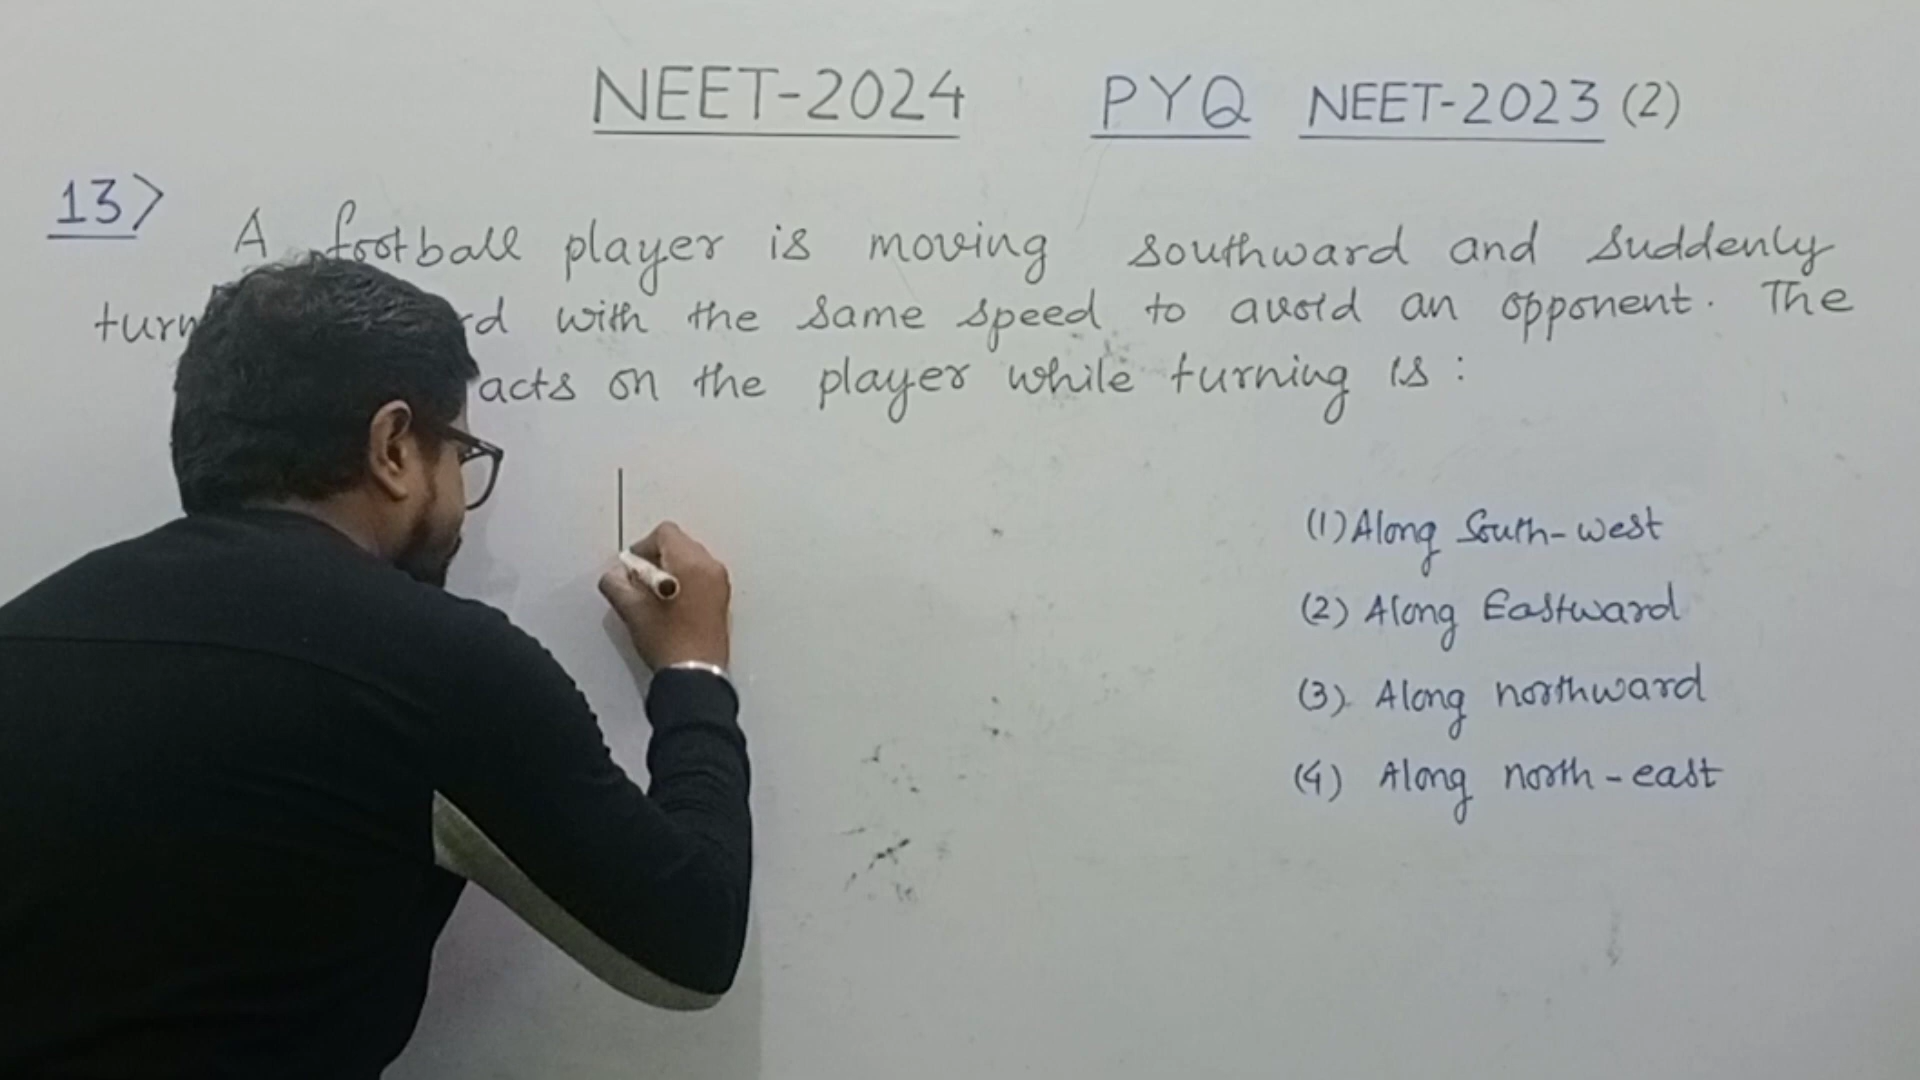 NEET-2024 PYQ NEET-2023 (2)
13> A football player is moving southward and suddenly
turn rd with the same speed to avoid an opponent. The
acts on the player while turning is :
(1) Along South-west
(2) Along Eastward
(3) Along northward
(4) Along north-east